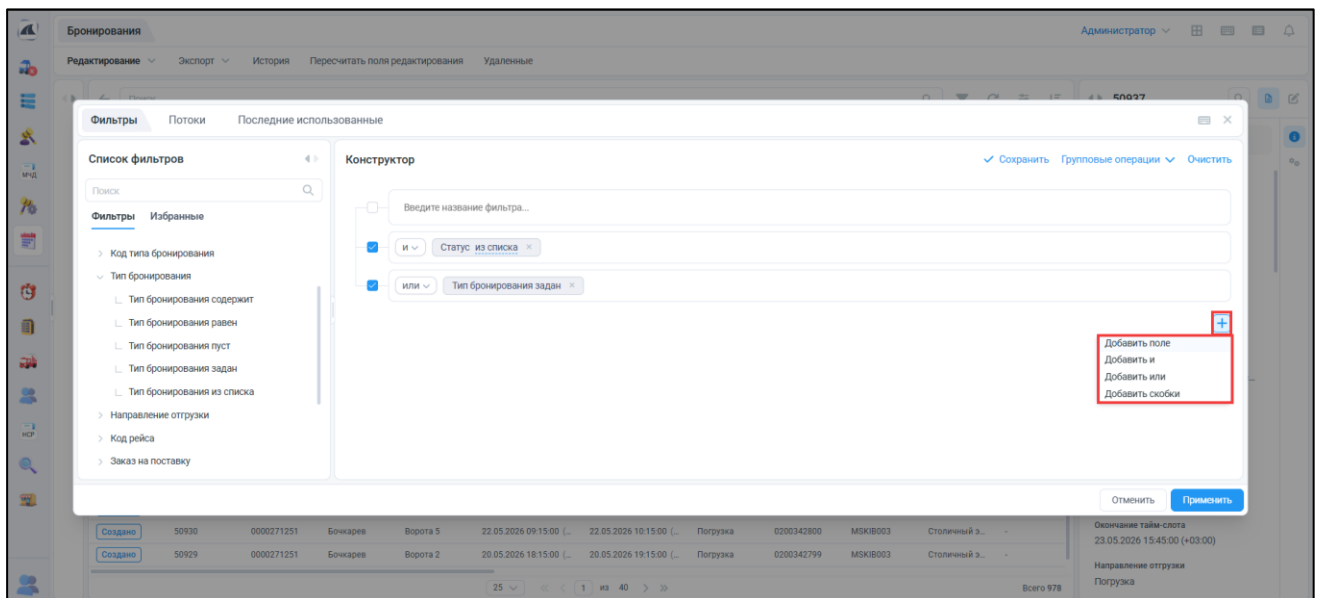 Бронирования
Администратор
Редактирование Экспорт История Пересчитать поля редактирования Удаленные
Поиск
50937
Фильтры Потоки Последние использованные
МЧД
Список фильтров
Конструктор
Сохранить Групповые операции Очистить
Поиск
Введите название фильтра...
Фильтры Избранные
и Статус из списка ×
Код типа бронирования
Тип бронирования
или Тип бронирования задан ×
Тип бронирования содержит
Тип бронирования равен
+
Тип бронирования пуст
Добавить поле
Добавить и
Тип бронирования задан
Добавить или
Тип бронирования из списка
Добавить скобки
Направление отгрузки
НСР
Код рейса
Заказ на поставку
Отменить Применить
Создано 50930 0000271251 Бочкарев Ворота 5 22.05.2026 09:15:00 (... 22.05.2026 10:15:00 (... Погрузка 0200342800 MSKIB003 Столичный э... -
Окончание тайм-слота
23.05.2026 15:45:00 (+03:00)
Создано 50929 0000271251 Бочкарев Ворота 2 20.05.2026 18:15:00 (... 20.05.2026 19:15:00 (... Погрузка 0200342799 MSKIB003 Столичный э... -
Направление отгрузки
Погрузка
25 1 из 40 Всего 978